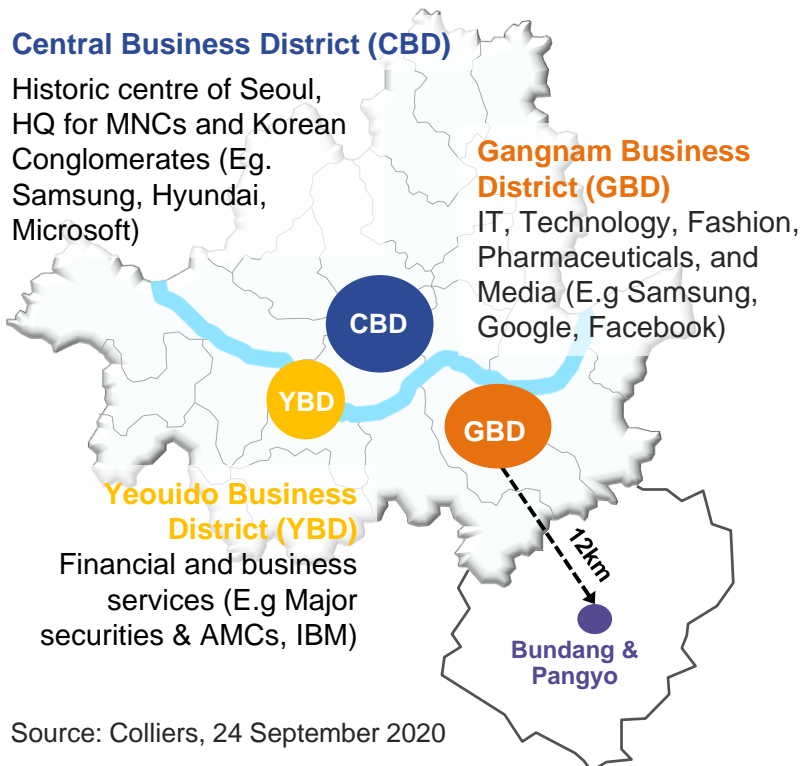 Central Business District (CBD)
Historic centre of Seoul,
HQ for MNCs and Korean
Conglomerates (Eg.
Samsung, Hyundai,
Microsoft)
Gangnam Business
District (GBD)
IT, Technology, Fashion,
Pharmaceuticals, and
Media (E.g Samsung,
Google, Facebook)
CBD
YBD
GBD
Yeouido Business
District (YBD)
Financial and business
services (E.g Major
securities & AMCs, IBM)
12km
Bundang &
Pangyo
Source: Colliers, 24 September 2020